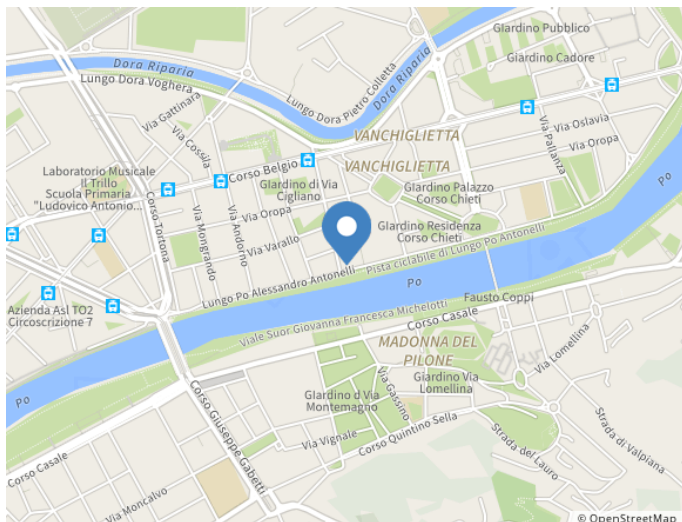 Giardino Pubblico
Dora Riparia
Giardino Cadore
Lungo Dora Voghera
Via Gattinara
Lungo Dora Pietro Colletta
Dora Riparia
Via Cossila
VANCHIGLIETTA
Via Oslavia
Via Oropa
Via Pallanza
Corso Belgio
VANCHIGLIETTA
Laboratorio Musicale
Il Trillo
Scuola Primaria
"Ludovico Antonio...
Giardino di Via
Cigliano
Giardino Palazzo
Corso Chieti
Po
Corso Tortona
Via Mongrando
Via Andorno
Via Oropa
Via Varallo
Giardino Residenza
Corso Chieti
Lungo Po Alessandro Antonelli
Pista ciclabile di Lungo Po Antonelli
Po
Azienda Asl TO2
Circoscrizione 7
Fausto Coppi
Viale Suor Giovanna Francesca Michelotti
Corso Casale
MADONNA DEL
PILONE
Via Lomellina
Po
Via Gassino
Giardino Via
Lomellina
Giardino d Via
Montemagno
Corso Giuseppe Gabetti
Via Vignale
Corso Quintino Sella
Strada del Lauro
Strada di Valpiana
Corso Casale
Via Moncalvo
© OpenStreetMap